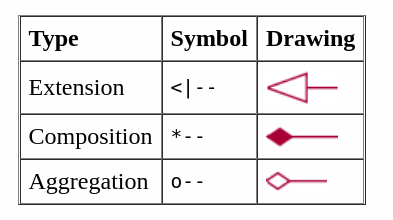 Type Symbol Drawing
Extension <|--
Composition *--
Aggregation o--